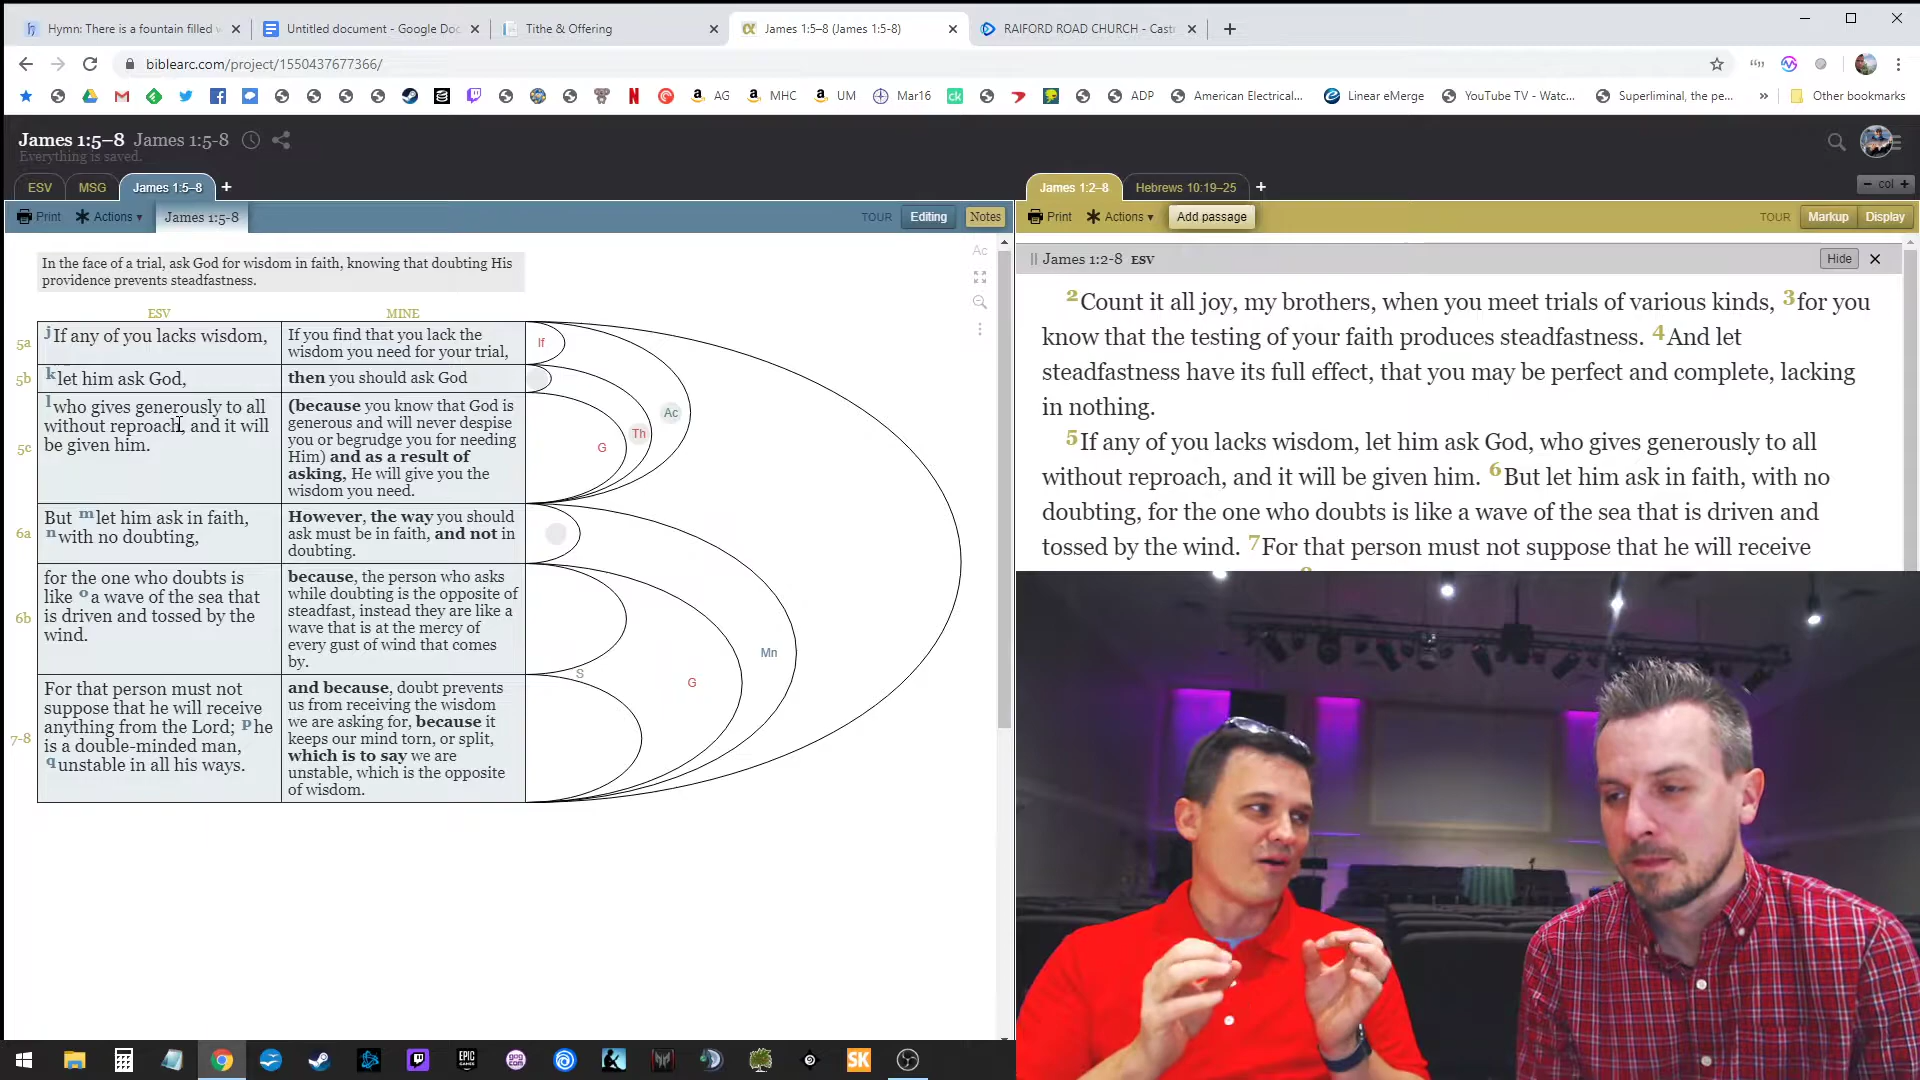 Hymn: There is a fountain filled w
Untitled document - Google Doc
Tithe & Offering
James 1:5–8 (James 1:5-8)
RAIFORD ROAD CHURCH - Cast
biblearc.com/project/1550437677366/
AG
MHC
UM
Mar16
ADP
American Electrical...
Linear eMerge
YouTube TV - Watc...
Superliminal, the pe...
Other bookmarks
James 1:5–8 James 1:5-8
Everything is saved.
ESV
MSG
James 1:5–8
+
James 1:2–8
Hebrews 10:19–25
+
− col +
Print
Actions
James 1:5-8
TOUR
Editing
Notes
Print
Actions
Add passage
TOUR
Markup
Display
In the face of a trial, ask God for wisdom in faith, knowing that doubting His
providence prevents steadfastness.
ESV
MINE
5a
j If any of you lacks wisdom,
If you find that you lack the
wisdom you need for your trial,
5b
k let him ask God,
then you should ask God
5c
l who gives generously to all
without reproach, and it will
be given him.
(because you know that God is
generous and will never despise
you or begrudge you for needing
Him) and as a result of
asking, He will give you the
wisdom you need.
6a
But m let him ask in faith,
n with no doubting,
However, the way you should
ask must be in faith, and not in
doubting.
6b
for the one who doubts is
like o a wave of the sea that
is driven and tossed by the
wind.
because, the person who asks
while doubting is the opposite of
steadfast, instead they are like a
wave that is at the mercy of
every gust of wind that comes
by.
7-8
For that person must not
suppose that he will receive
anything from the Lord; p he
is a double-minded man,
q unstable in all his ways.
and because, doubt prevents
us from receiving the wisdom
we are asking for, because it
keeps our mind torn, or split,
which is to say we are
unstable, which is the opposite
of wisdom.
If
Ac
Th
G
Mn
S
G
Ac
James 1:2-8 ESV
Hide
2 Count it all joy, my brothers, when you meet trials of various kinds, 3 for you
know that the testing of your faith produces steadfastness. 4 And let
steadfastness have its full effect, that you may be perfect and complete, lacking
in nothing.
5 If any of you lacks wisdom, let him ask God, who gives generously to all
without reproach, and it will be given him. 6 But let him ask in faith, with no
doubting, for the one who doubts is like a wave of the sea that is driven and
tossed by the wind. 7 For that person must not suppose that he will receive
EPIC
GAMES
GOG
COM
SK